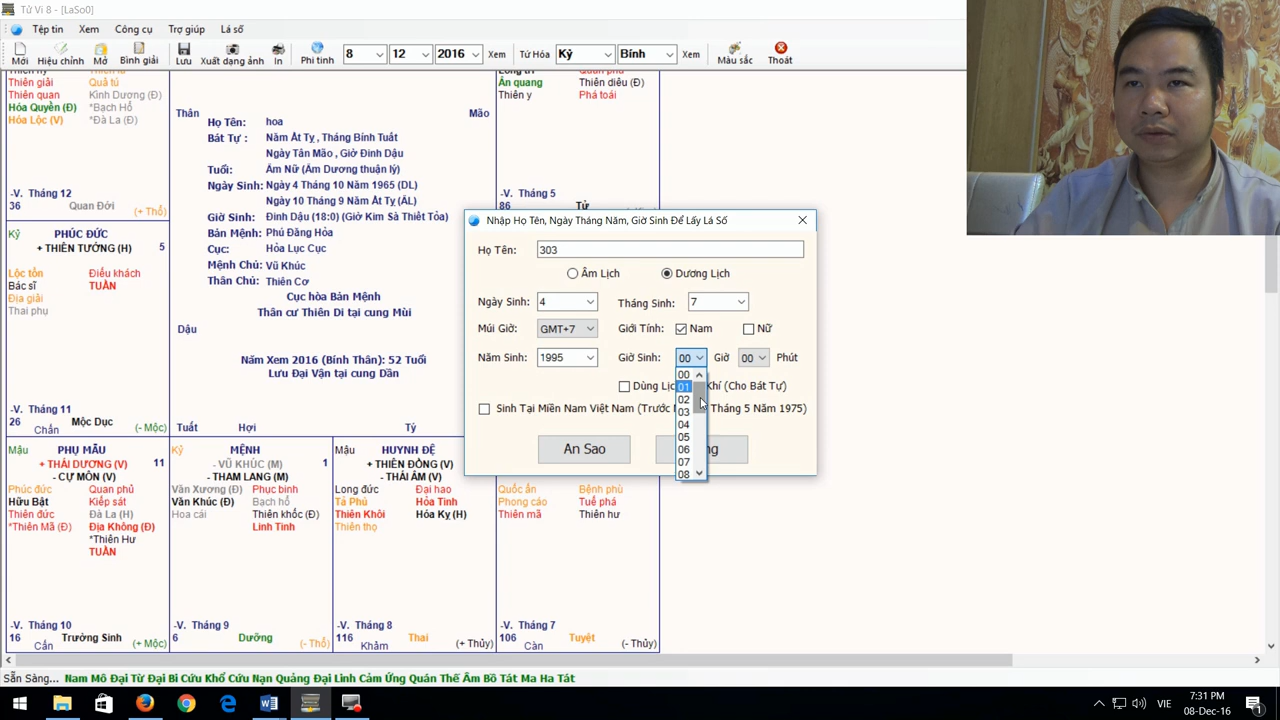 Tử Vi 8 - [LaSo0]
Tệp tin Xem Công cụ Trợ giúp Lá số
Mới Hiệu chỉnh Mở Bình giải Lưu Xuất dạng ảnh In Phi tinh 8 12 2016 Xem Tứ Hóa Kỷ Bính Xem Màu sắc Thoát
Thiên giải
Thiên quan
Hóa Quyền (Đ)
Hóa Lộc (V)
Quả tú
Kình Dương (Đ)
*Bạch Hổ
*Đà La (Đ)
-V. Tháng 12
36 Quan Đới (+ Thổ)
Thân Mão
Họ Tên: hoa
Bát Tự : Năm Ất Tỵ , Tháng Bính Tuất
Ngày Tân Mão , Giờ Đinh Dậu
Tuổi: Âm Nữ (Âm Dương thuận lý)
Ngày Sinh: Ngày 4 Tháng 10 Năm 1965 (DL)
Ngày 10 Tháng 9 Năm Ất Tỵ (ÂL)
Giờ Sinh: Đinh Dậu (18:0) (Giờ Kim Sà Thiết Tỏa)
Bản Mệnh: Phú Đăng Hỏa
Cục: Hỏa Lục Cục
Mệnh Chủ: Vũ Khúc
Thân Chủ: Thiên Cơ
Cục hòa Bản Mệnh
Thân cư Thiên Di tại cung Mùi
Dậu
Năm Xem 2016 (Bính Thân): 52 Tuổi
Lưu Đại Vận tại cung Dần
Tuất Hợi Tý
Ân quang
Thiên y
Thiên diêu (Đ)
Phá toái
-V. Tháng 5
86 Tử
Kỷ PHÚC ĐỨC
+ THIÊN TƯỚNG (H) 5
Lộc tồn
Bác sĩ
Địa giải
Thai phụ
Điếu khách
TUẦN
-V. Tháng 11
26 Mộc Dục (- Mộc)
Chấn
Nhập Họ Tên, Ngày Tháng Năm, Giờ Sinh Để Lấy Lá Số
Họ Tên: 303
Âm Lịch Dương Lịch
Ngày Sinh: 4 Tháng Sinh: 7
Múi Giờ: GMT+7 Giới Tính: Nam Nữ
Năm Sinh: 1995 Giờ Sinh: 00 Giờ 00 Phút
Dùng Khí (Cho Bát Tự)
Sinh Tại Miền Nam Việt Nam (Trước Tháng 5 Năm 1975)
An Sao
00
01
02
03
04
05
06
07
08
Mậu PHỤ MẪU
+ THÁI DƯƠNG (V) 11
- CỰ MÔN (V)
Phúc đức
Hữu Bật
Thiên đức
*Thiên Mã (Đ)
Quan phủ
Kiếp sát
Đà La (H)
Địa Không (Đ)
*Thiên Hư
TUẦN
-V. Tháng 10
16 Trường Sinh (+ Mộc)
Cấn
Kỷ MỆNH
- VŨ KHÚC (M) 1
- THAM LANG (M)
Văn Xương (Đ)
Văn Khúc (Đ)
Hoa cái
Phục binh
Bạch hổ
Thiên khốc (Đ)
Linh Tinh
-V. Tháng 9
6 Dưỡng (- Thổ)
Mậu HUYNH ĐỆ
+ THIÊN ĐỒNG (V)
- THÁI ÂM (V)
Long đức
Tả Phù
Thiên Khôi
Thiên thọ
Đại hao
Hỏa Tinh
Hóa Kỵ (H)
-V. Tháng 8
116 Thai (+ Thủy)
Khảm
Quốc ấn
Phong cáo
Thiên mã
Bệnh phù
Tuế phá
Thiên hư
-V. Tháng 7
106 Tuyệt (- Thủy)
Càn
Sẵn Sàng... Nam Mô Đại Từ Đại Bi Cứu Khổ Cứu Nạn Quảng Đại Linh Cảm Ứng Quán Thế Âm Bồ Tát Ma Ha Tát
VIE
7:31 PM
08-Dec-16
1